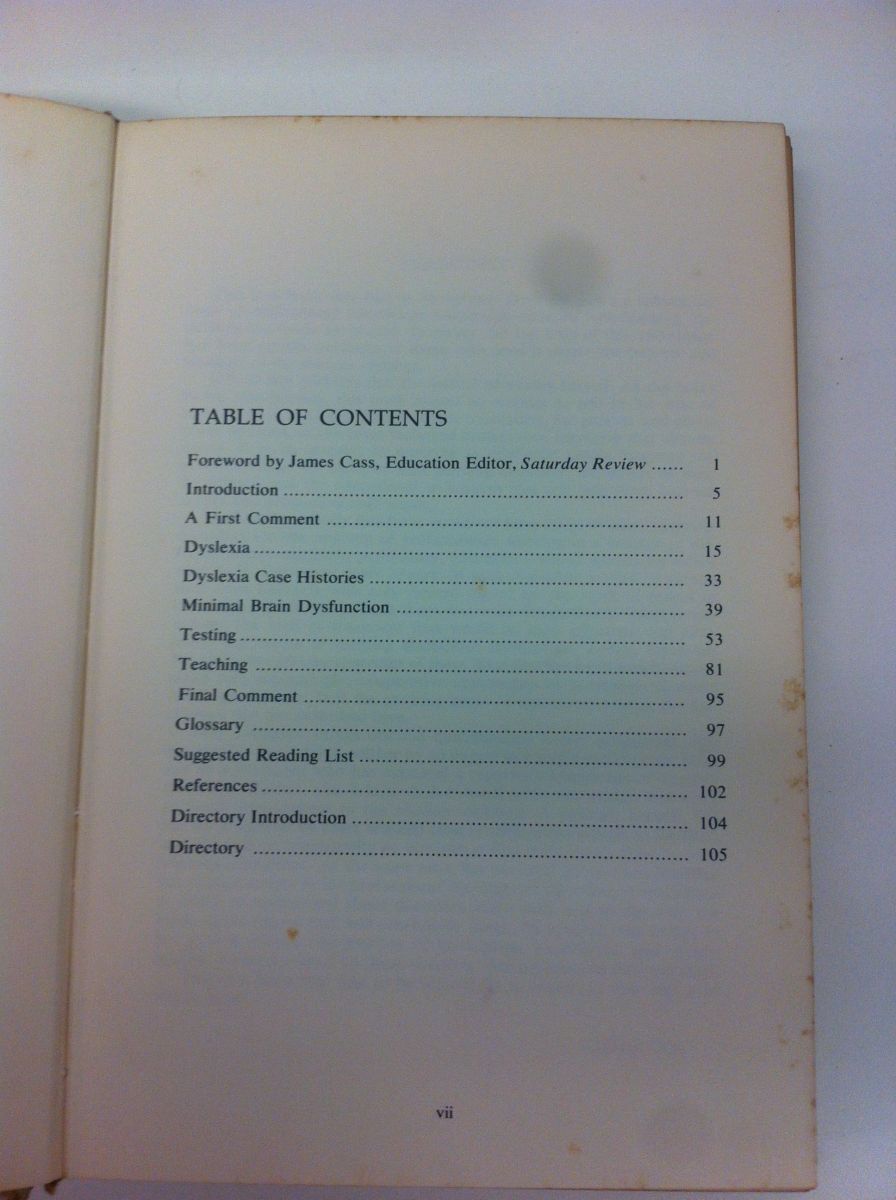 TABLE OF CONTENTS
Foreword by James Cass, Education Editor, Saturday Review ...... 1
Introduction ........................................................................ 5
A First Comment ................................................................ 11
Dyslexia ............................................................................. 15
Dyslexia Case Histories ...................................................... 33
Minimal Brain Dysfunction ................................................. 39
Testing ............................................................................... 53
Teaching ............................................................................ 81
Final Comment ................................................................... 95
Glossary ............................................................................. 97
Suggested Reading List ....................................................... 99
References .......................................................................... 102
Directory Introduction ........................................................ 104
Directory ............................................................................ 105
vii